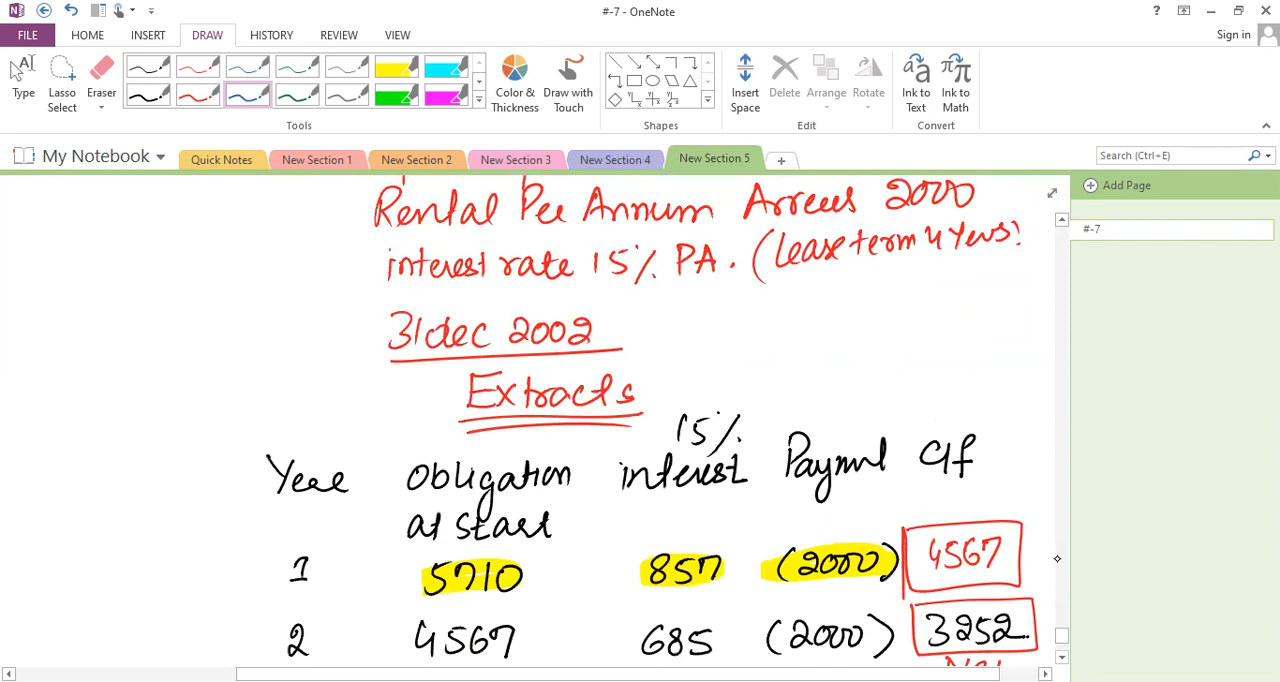 #-7 - OneNote
FILE HOME INSERT DRAW HISTORY REVIEW VIEW Sign in
Type Lasso Select Eraser Color & Thickness Draw with Touch Insert Space Delete Arrange Rotate Ink to Text Ink to Math
Tools Shapes Edit Convert
My Notebook Quick Notes New Section 1 New Section 2 New Section 3 New Section 4 New Section 5 Search (Ctrl+E)
Add Page
#-7
Rental Per Annum Arrears 2000
interest rate 15% PA. (Lease term 4 Years)
31 dec 2002
Extracts
15%
Year Obligation at Start interest Payment C/f
1 5710 857 (2000) 4567
2 4567 685 (2000) 3252